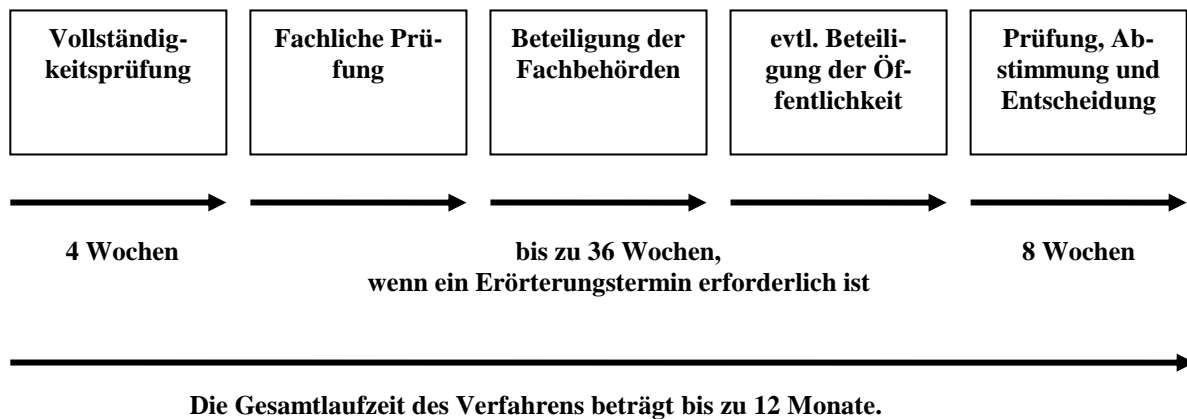 Vollständig-
keitsprüfung
Fachliche Prü-
fung
Beteiligung der
Fachbehörden
evtl. Beteili-
gung der Öf-
fentlichkeit
Prüfung, Ab-
stimmung und
Entscheidung
4 Wochen
bis zu 36 Wochen,
wenn ein Erörterungstermin erforderlich ist
8 Wochen
Die Gesamtlaufzeit des Verfahrens beträgt bis zu 12 Monate.